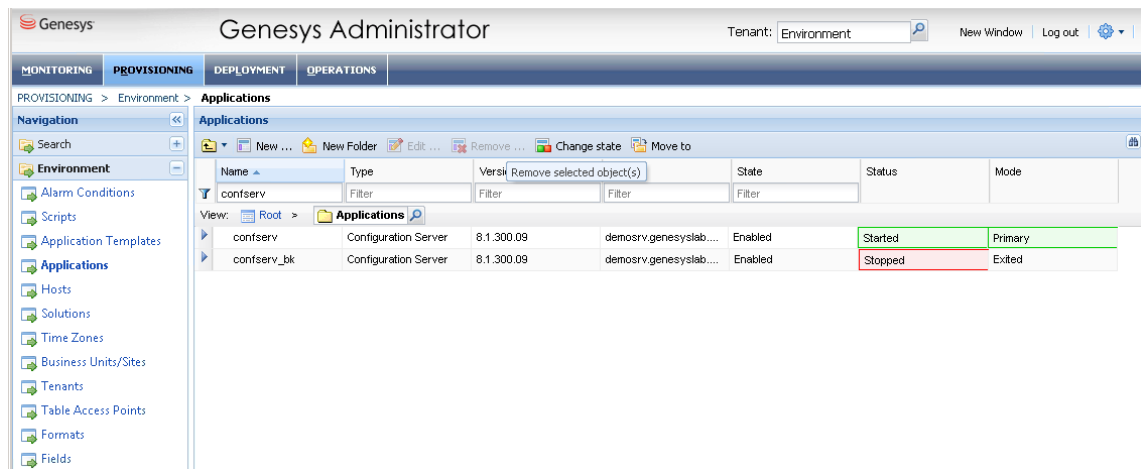 Genesys Genesys Administrator Tenant: Environment New Window Log out
MONITORING PROVISIONING DEPLOYMENT OPERATIONS
PROVISIONING > Environment > Applications
Navigation Applications
Search New ... New Folder Edit ... Remove ... Change state Move to
Environment Name Type Versi State Status Mode
Remove selected object(s)
Alarm Conditions confserv Filter Filter Filter Filter
Scripts View: Root > Applications
Application Templates confserv Configuration Server 8.1.300.09 demosrv.genesyslab.... Enabled Started Primary
Applications confserv_bk Configuration Server 8.1.300.09 demosrv.genesyslab.... Enabled Stopped Exited
Hosts
Solutions
Time Zones
Business Units/Sites
Tenants
Table Access Points
Formats
Fields